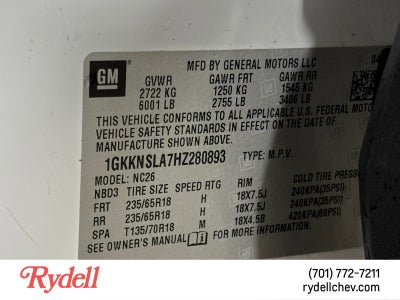 GM
MFD BY GENERAL MOTORS LLC
GVWR GAWR FRT GAWR RR
2722 KG 1250 KG 1545 KG
6001 LB 2755 LB 3406 LB
THIS VEHICLE CONFORMS TO ALL APPLICABLE U.S. FEDERAL MOTOR
VEHICLE SAFETY AND THEFT PREVENTION
STANDARDS IN EFFECT ON THE DATE OF
MANUFACTURE SHOWN ABOVE.
1GKKNSLA7HZ280893 TYPE: M.P.V.
MODEL: NC26
NBD3 TIRE SIZE SPEED RTG RIM COLD TIRE
FRT 235/65R18 H 18X7.5J 240KPA(35PSI)
RR 235/65R18 H 18X7.5J 240KPA(35PSI)
SPA T135/70R18 M 18X4.5B 420KPA(60PSI)
SEE OWNER'S MANUAL
Rydell
(701) 772-7211
rydellchev.com